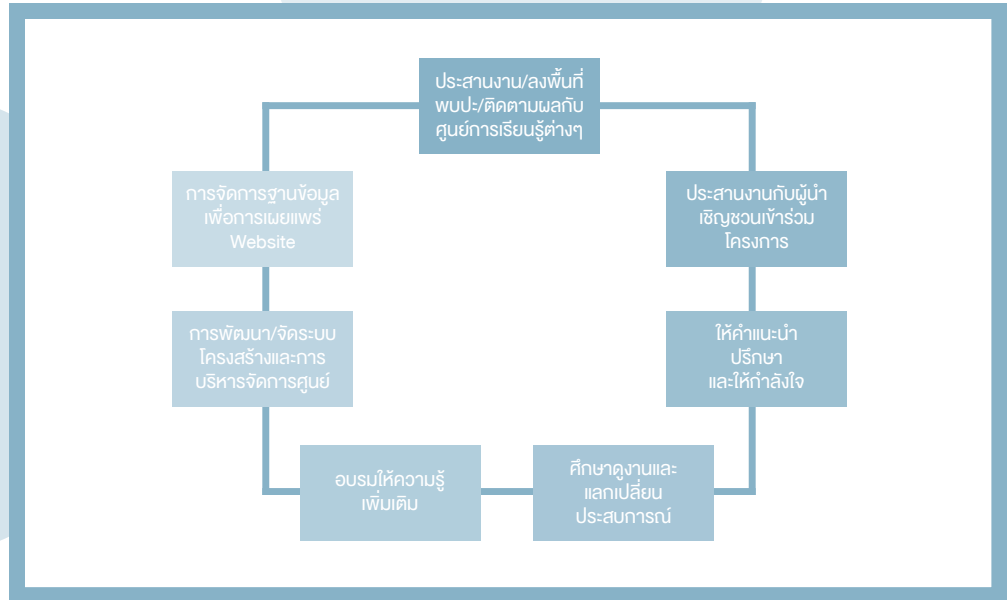 ประสานงาน/ลงพื้นที่
พบปะ/ติดตามผลกับ
ศูนย์การเรียนรู้ต่างๆ
ประสานงานกับผู้นำ
เชิญชวนเข้าร่วม
โครงการ
ให้คำแนะนำ
ปรึกษา
และให้กำลังใจ
ศึกษาดูงานและ
แลกเปลี่ยน
ประสบการณ์
อบรมให้ความรู้
เพิ่มเติม
การพัฒนา/จัดระบบ
โครงสร้างและการ
บริหารจัดการศูนย์
การจัดการฐานข้อมูล
เพื่อการเผยแพร่
Website